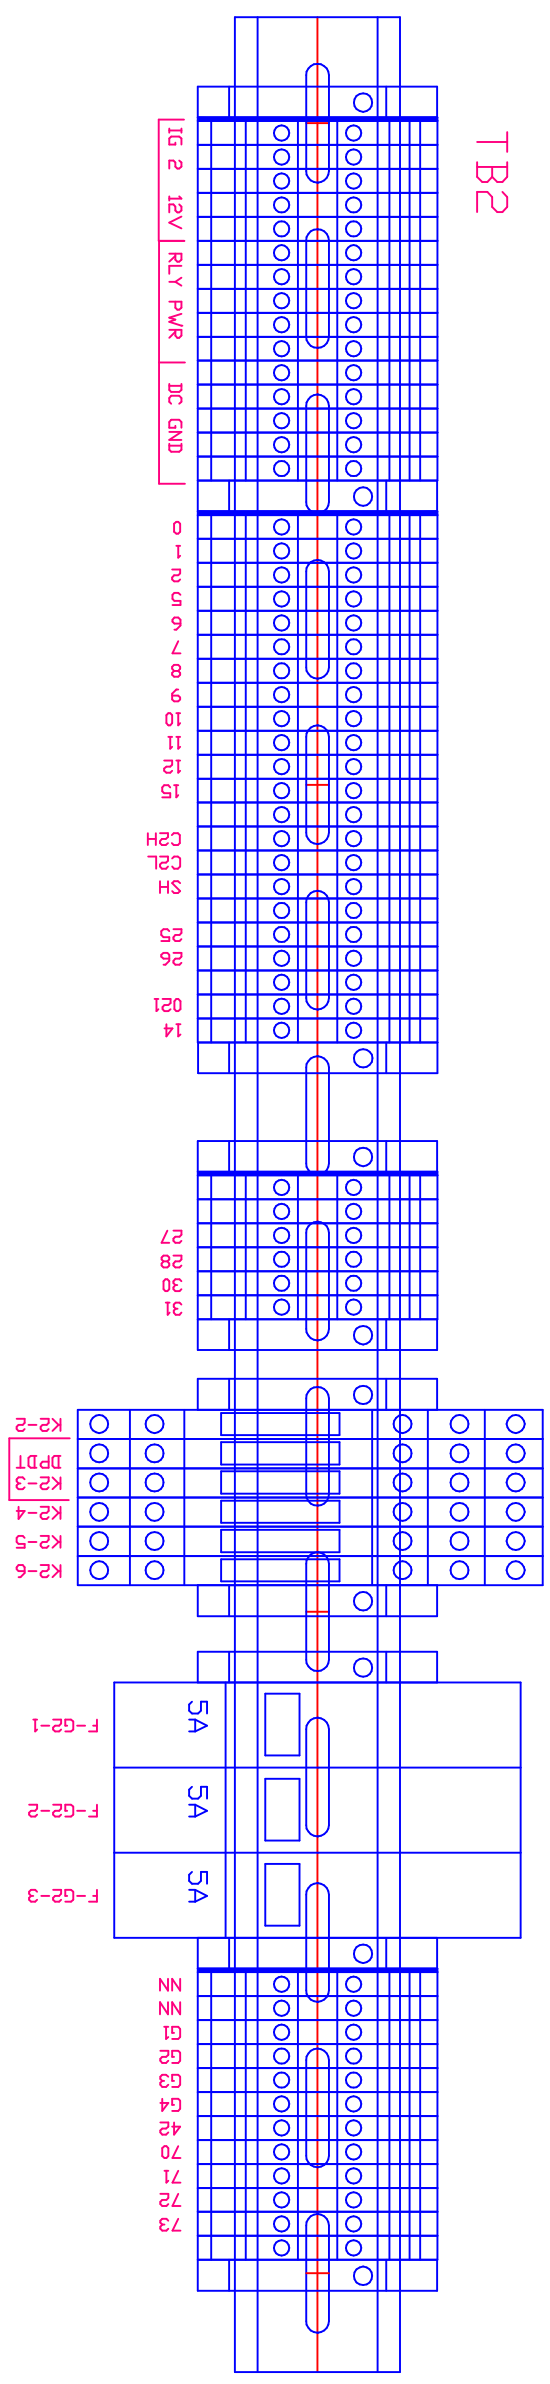 TB2
IG 2 12V
RLY PWR
DC GND
0
1
2
5
6
7
8
9
10
11
12
15
C2H
C2L
SH
25
26
021
14
27
28
30
31
K2-2
DPDT
K2-3
K2-4
K2-5
K2-6
F-G2-1
5A
F-G2-2
5A
F-G2-3
5A
NN
NN
G1
G2
G3
G4
42
70
71
72
73